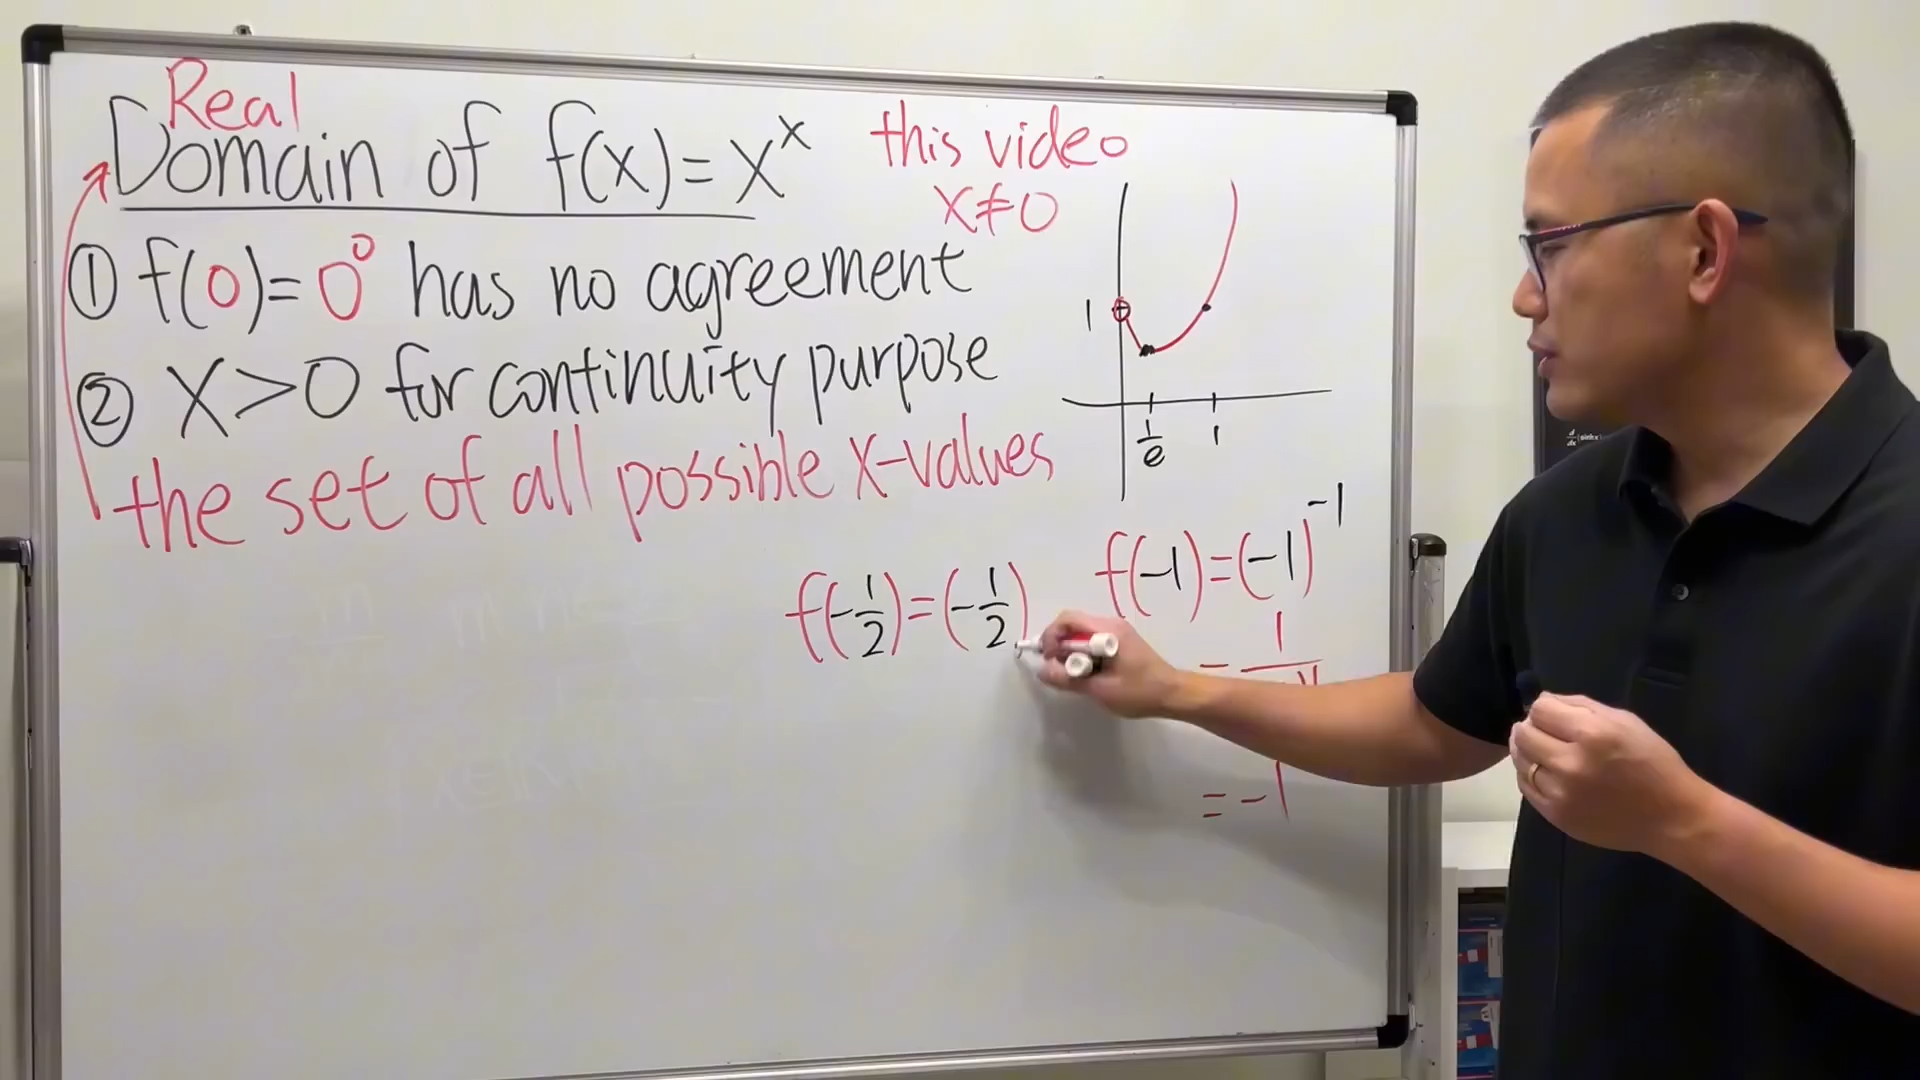 Real
Domain of f(x)=x^x
① f(0)=0^0 has no agreement
② X>0 for continuity purpose
the set of all possible x-values
this video
x≠0
1
1/e
1
f(-1/2)=(-1/2)
f(-1)=(-1)^-1
= 1
= -1